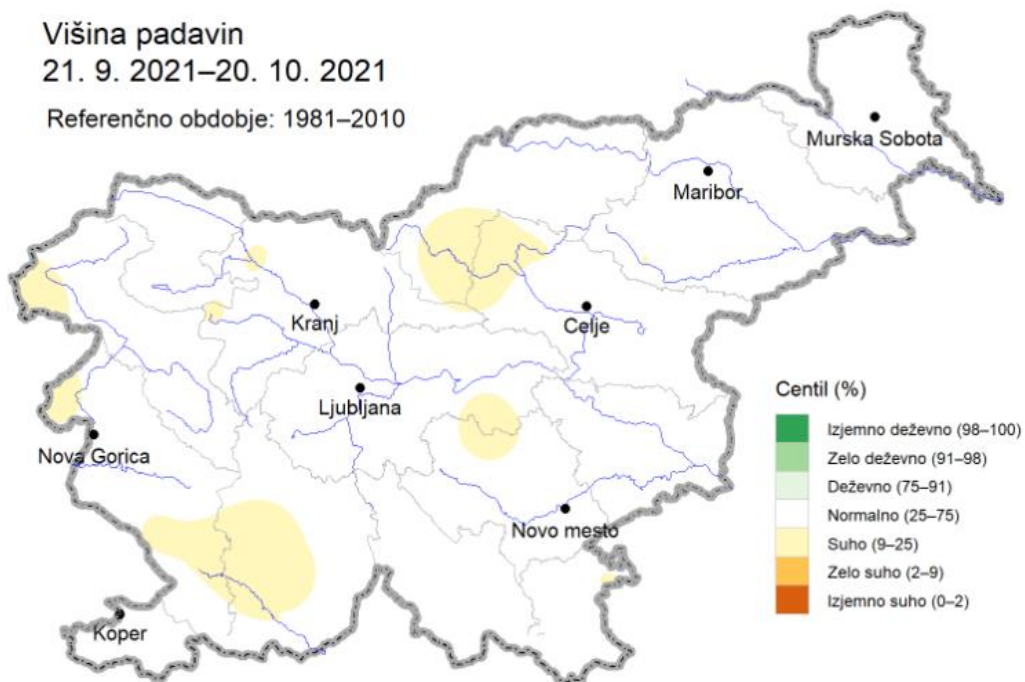 Višina padavin
21. 9. 2021–20. 10. 2021
Referenčno obdobje: 1981–2010
Murska Sobota
Maribor
Kranj
Celje
Ljubljana
Nova Gorica
Novo mesto
Koper
Centil (%)
Izjemno deževno (98–100)
Zelo deževno (91–98)
Deževno (75–91)
Normalno (25–75)
Suho (9–25)
Zelo suho (2–9)
Izjemno suho (0–2)